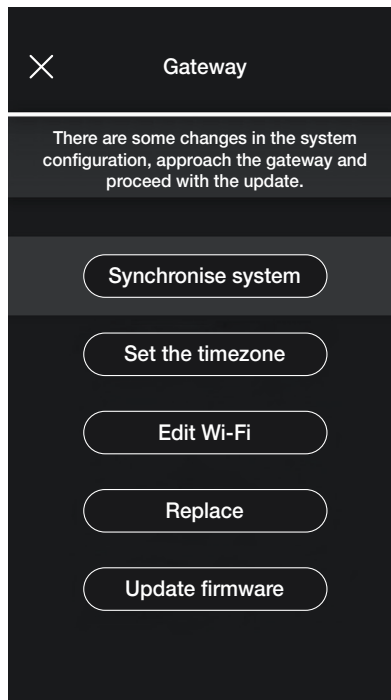 Gateway
There are some changes in the system
configuration, approach the gateway and
proceed with the update.
Synchronise system
Set the timezone
Edit Wi-Fi
Replace
Update firmware